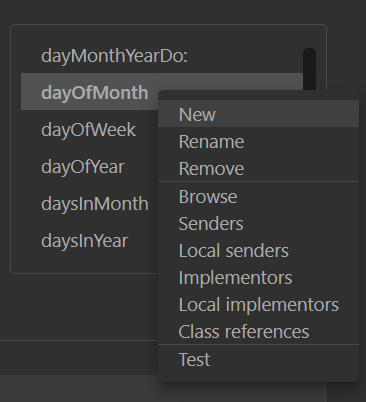 dayMonthYearDo:
dayOfMonth
dayOfWeek
dayOfYear
daysInMonth
daysInYear
New
Rename
Remove
Browse
Senders
Local senders
Implementors
Local implementors
Class references
Test